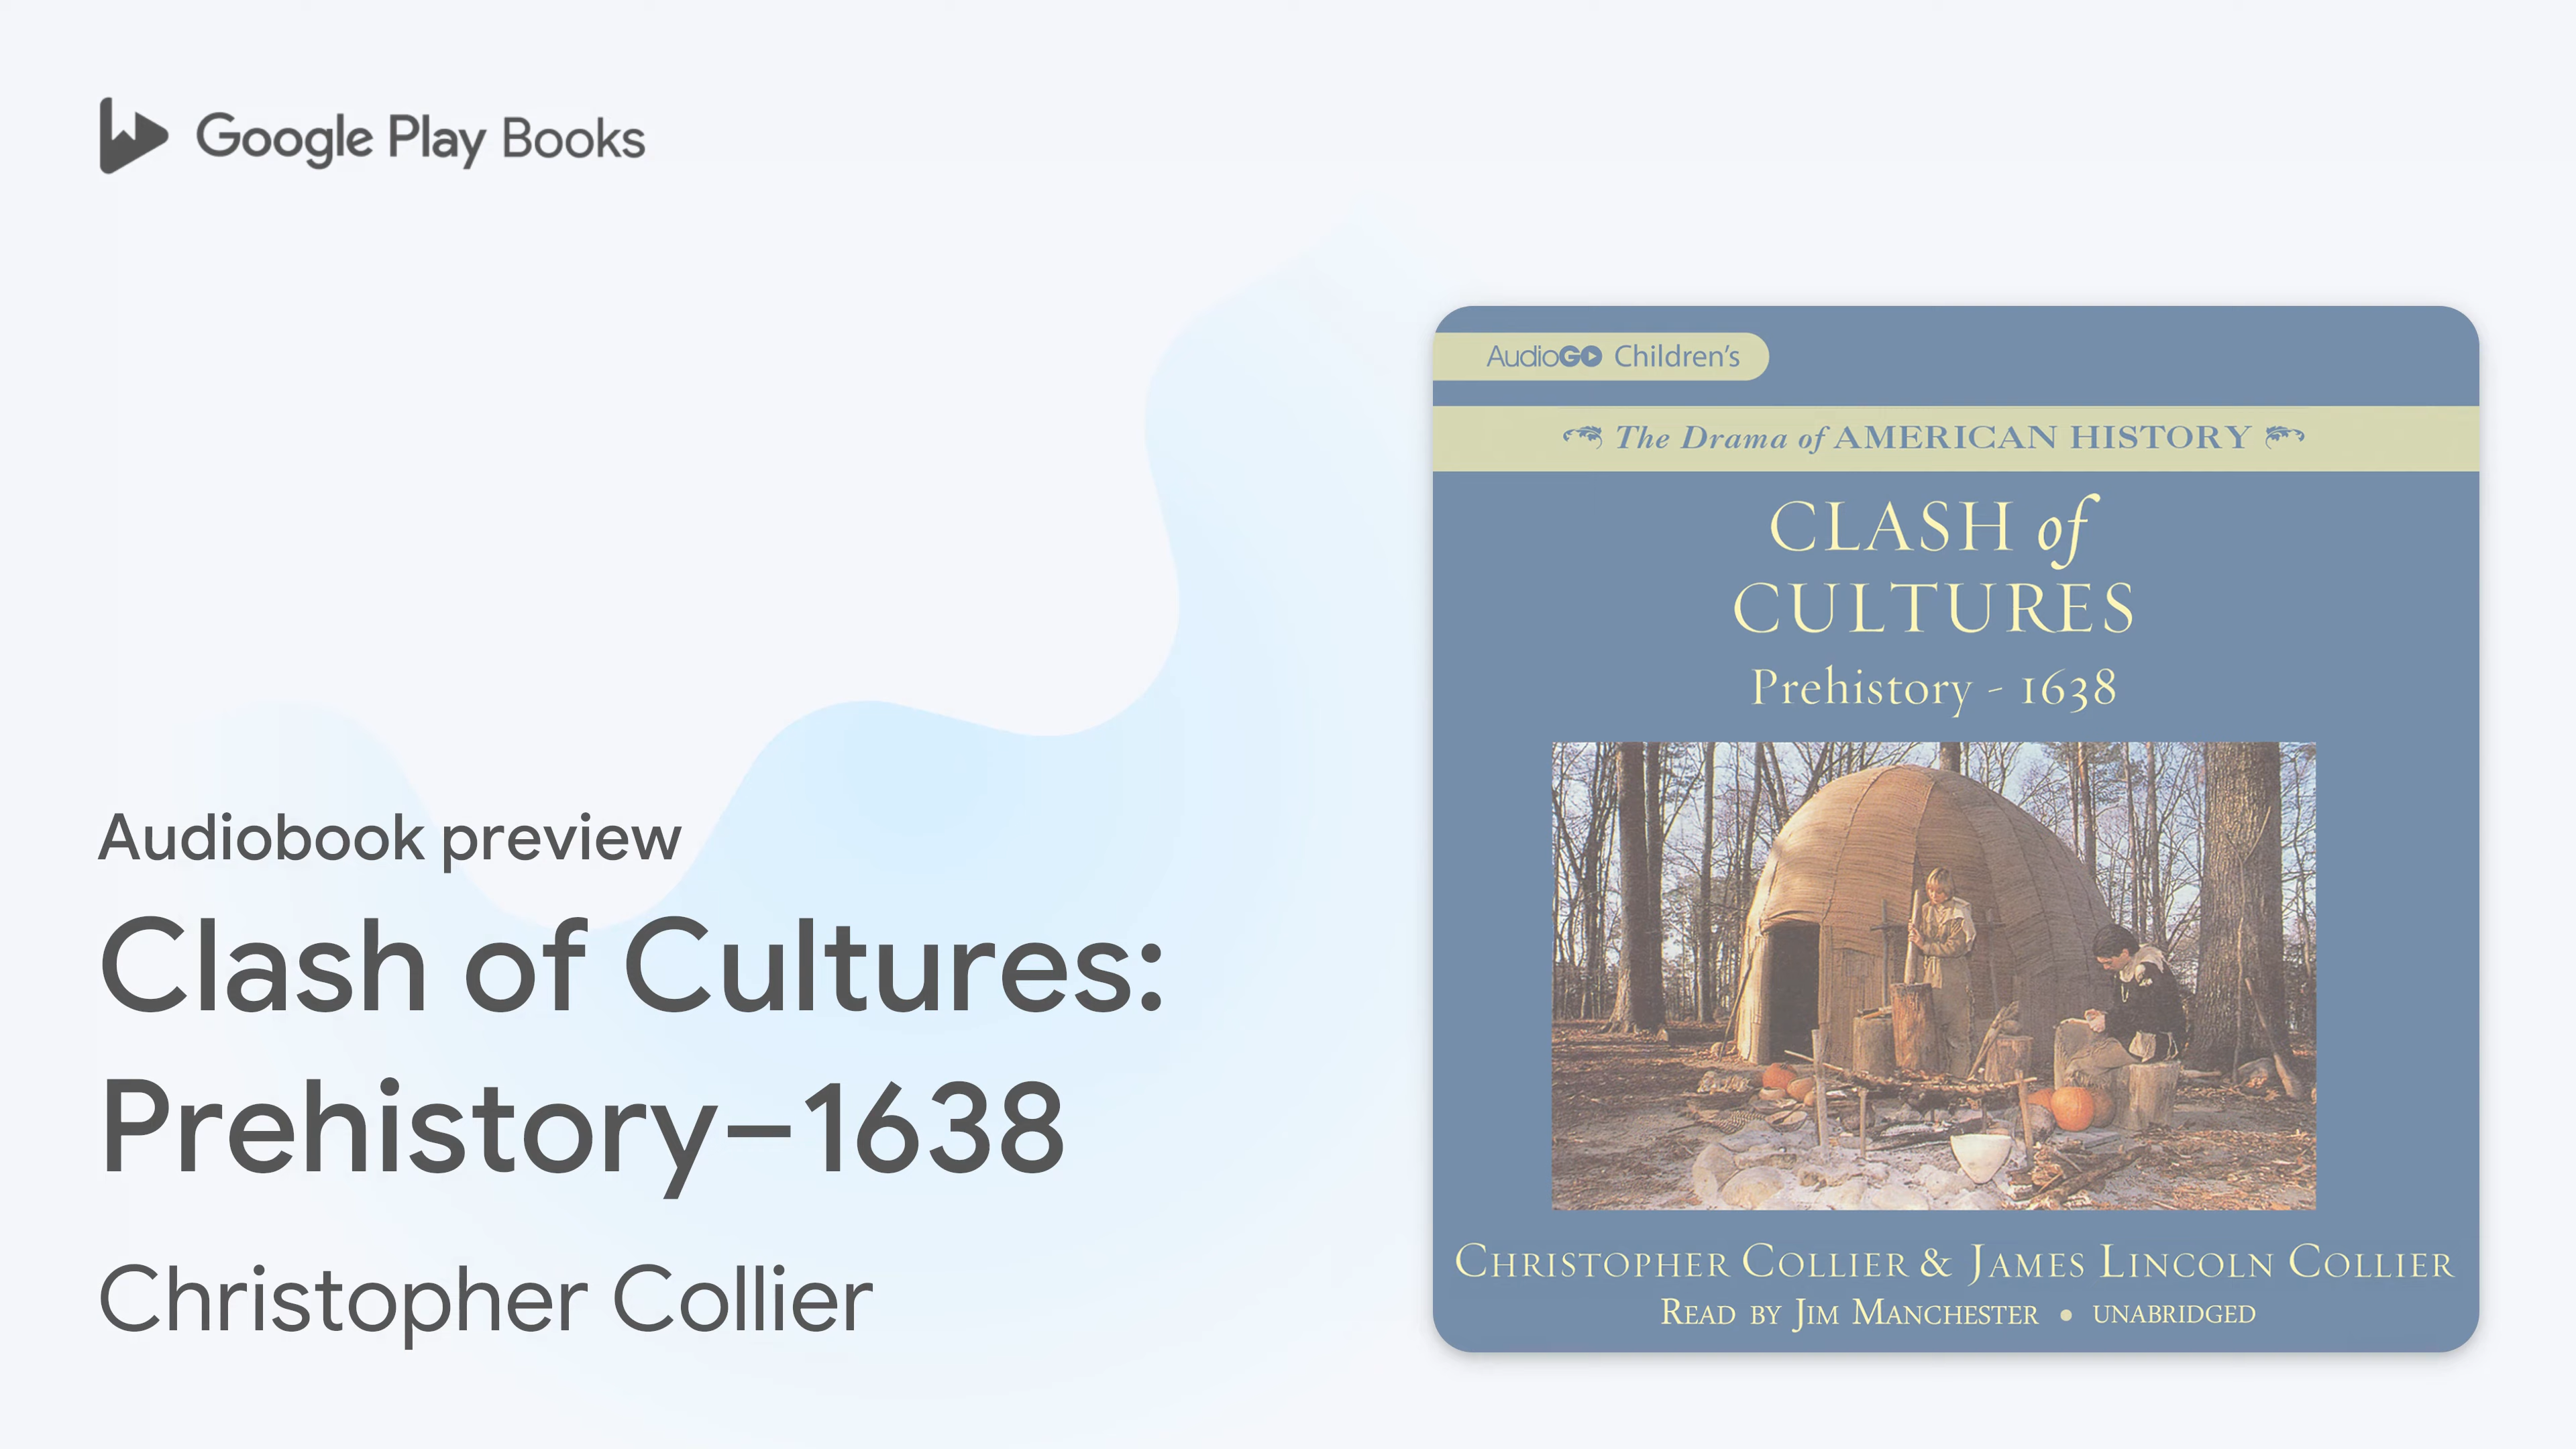 Google Play Books
Audiobook preview
Clash of Cultures:
Prehistory–1638
Christopher Collier
AudioGO Children's
The Drama of AMERICAN HISTORY
CLASH of
CULTURES
Prehistory - 1638
CHRISTOPHER COLLIER & JAMES LINCOLN COLLIER
READ BY JIM MANCHESTER • UNABRIDGED